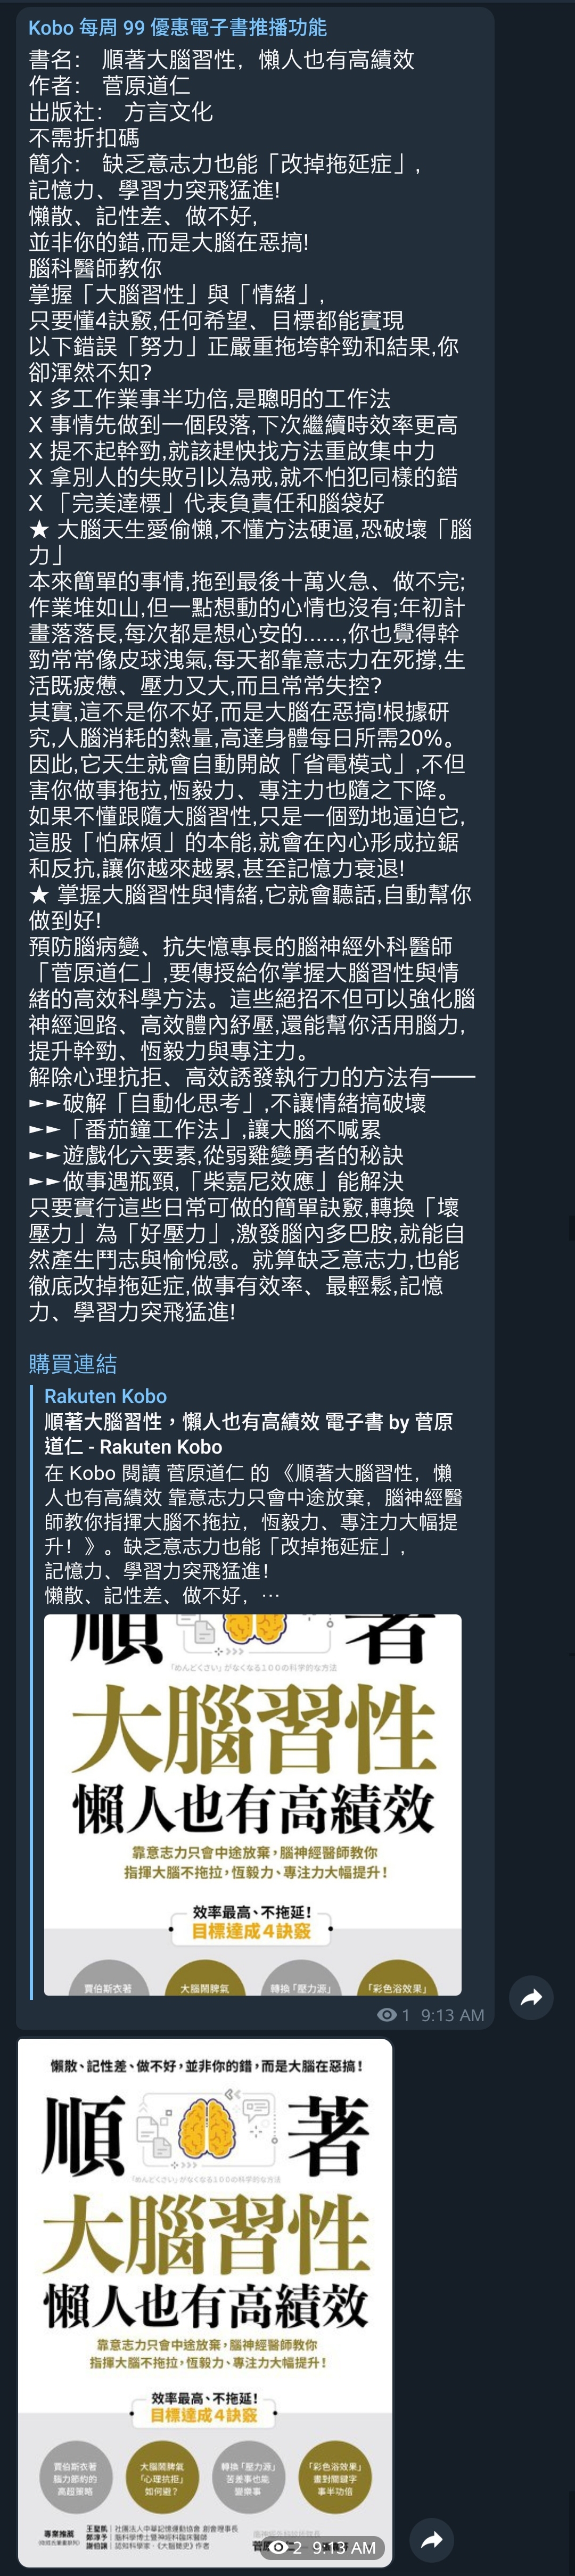 Kobo 每周 99 優惠電子書推播功能
書名： 順著大腦習性，懶人也有高績效
作者： 菅原道仁
出版社： 方言文化
不需折扣碼
簡介： 缺乏意志力也能「改掉拖延症」,
記憶力、學習力突飛猛進!
懶散、記性差、做不好,
並非你的錯,而是大腦在惡搞!
腦科醫師教你
掌握「大腦習性」與「情緒」,
只要懂4訣竅,任何希望、目標都能實現
以下錯誤「努力」正嚴重拖垮幹勁和結果,你
卻渾然不知?
X 多工作業事半功倍,是聰明的工作法
X 事情先做到一個段落,下次繼續時效率更高
X 提不起幹勁,就該趕快找方法重啟集中力
X 拿別人的失敗引以為戒,就不怕犯同樣的錯
X 「完美達標」代表負責任和腦袋好
★ 大腦天生愛偷懶,不懂方法硬逼,恐破壞「腦
力」
本來簡單的事情,拖到最後十萬火急、做不完;
作業堆如山,但一點想動的心情也沒有;年初計
畫落落長,每次都是想心安的......,你也覺得幹
勁常常像皮球洩氣,每天都靠意志力在死撐,生
活既疲憊、壓力又大,而且常常失控?
其實,這不是你不好,而是大腦在惡搞!根據研
究,人腦消耗的熱量,高達身體每日所需20%。
因此,它天生就會自動開啟「省電模式」,不但
害你做事拖拉,恆毅力、專注力也隨之下降。
如果不懂跟隨大腦習性,只是一個勁地逼迫它,
這股「怕麻煩」的本能,就會在內心形成拉鋸
和反抗,讓你越來越累,甚至記憶力衰退!
★ 掌握大腦習性與情緒,它就會聽話,自動幫你
做到好!
預防腦病變、抗失憶專長的腦神經外科醫師
「菅原道仁」,要傳授給你掌握大腦習性與情
緒的高效科學方法。這些絕招不但可以強化腦
神經迴路、高效體內紓壓,還能幫你活用腦力,
提升幹勁、恆毅力與專注力。
解除心理抗拒、高效誘發執行力的方法有——
►►破解「自動化思考」,不讓情緒搞破壞
►►「番茄鐘工作法」,讓大腦不喊累
►►遊戲化六要素,從弱雞變勇者的秘訣
►►做事遇瓶頸,「柴嘉尼效應」能解決
只要實行這些日常可做的簡單訣竅,轉換「壞
壓力」為「好壓力」,激發腦內多巴胺,就能自
然產生鬥志與愉悅感。就算缺乏意志力,也能
徹底改掉拖延症,做事有效率、最輕鬆,記憶
力、學習力突飛猛進!
購買連結
Rakuten Kobo
順著大腦習性，懶人也有高績效 電子書 by 菅原
道仁 - Rakuten Kobo
在 Kobo 閱讀 菅原道仁 的 《順著大腦習性，懶
人也有高績效 靠意志力只會中途放棄，腦神經醫
師教你指揮大腦不拖拉，恆毅力、專注力大幅提
升！》。缺乏意志力也能「改掉拖延症」,
記憶力、學習力突飛猛進!
懶散、記性差、做不好, …
順 著
「めんどくさい」がなくなる100の科学的な方法
大腦習性
懶人也有高績效
靠意志力只會中途放棄，腦神經醫師教你
指揮大腦不拖拉，恆毅力、專注力大幅提升！
效率最高、不拖延！
目標達成4訣竅
賈伯斯衣著
大腦鬧脾氣
轉換「壓力源」
「彩色浴效果」
1 9:13 AM
懶散、記性差、做不好，並非你的錯，而是大腦在惡搞！
順 著
「めんどくさい」がなくなる100の科学的な方法
大腦習性
懶人也有高績效
靠意志力只會中途放棄，腦神經醫師教你
指揮大腦不拖拉，恆毅力、專注力大幅提升！
效率最高、不拖延！
目標達成4訣竅
賈伯斯衣著
腦力節約的
高超策略
大腦鬧脾氣
「心理抗拒」
如何避？
轉換「壓力源」
苦差事也能
變樂事
「彩色浴效果」
畫對關鍵字
事半功倍
專業推薦
社團法人中華記憶運動協會 創會理事長
腦科學博士暨神經科臨床醫師
認知科學家、《大腦簡史》作者
2 9:13 AM